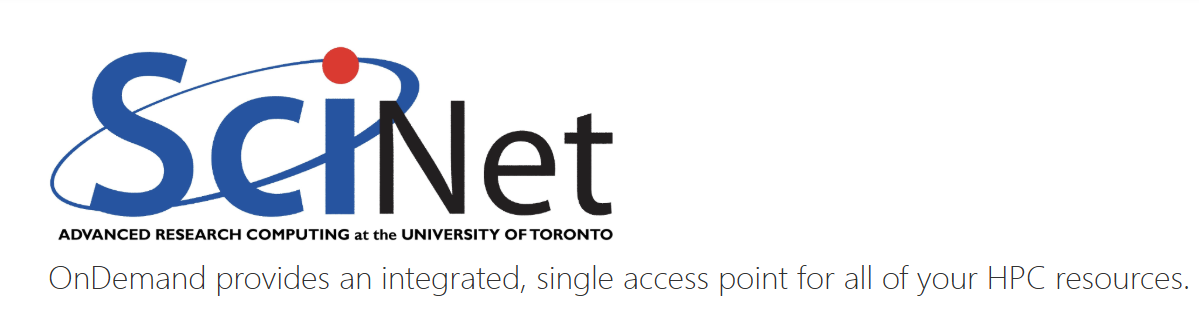 SciNet
ADVANCED RESEARCH COMPUTING at the UNIVERSITY OF TORONTO
OnDemand provides an integrated, single access point for all of your HPC resources.